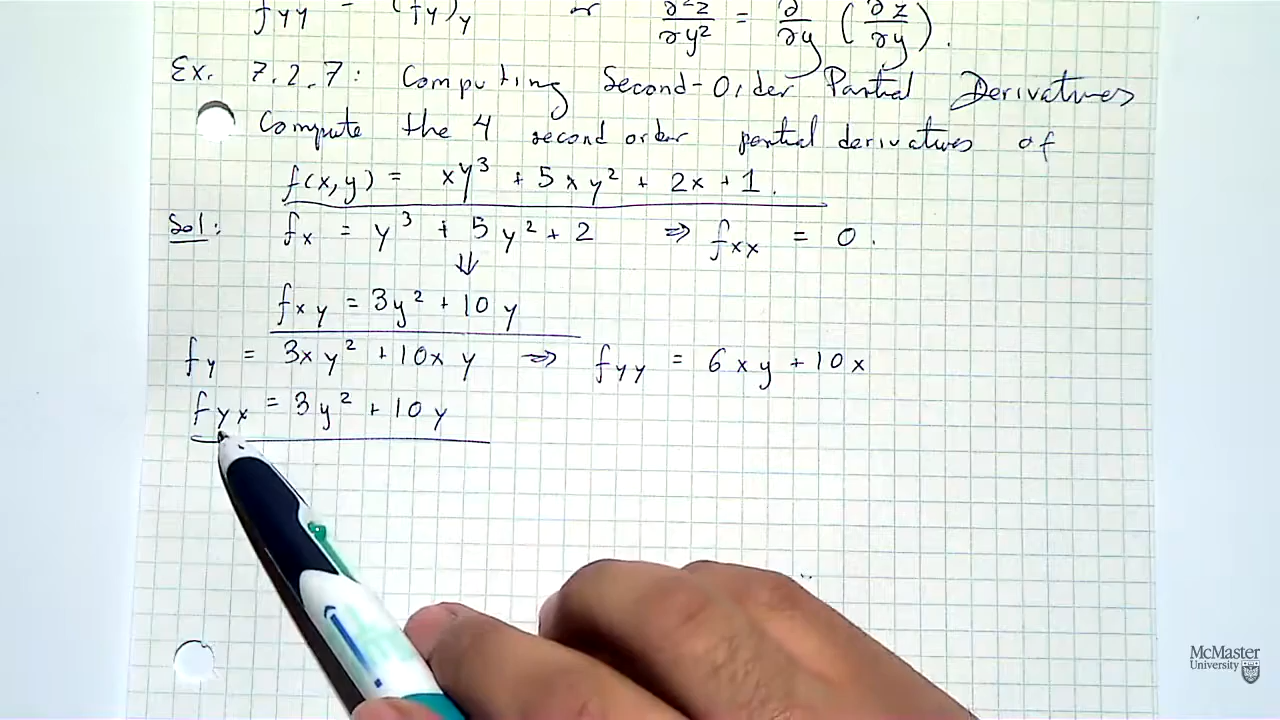 fyy = (fy)y or ∂²z/∂y² = ∂/∂y (∂z/∂y).
Ex. 7.2.7: Computing Second-Order Partial Derivatives
Compute the 4 second order partial derivatives of
f(x,y) = xy³ + 5xy² + 2x + 1.
Sol: fx = y³ + 5y² + 2 ⇒ fxx = 0.
⇓
fxy = 3y² + 10y
fy = 3xy² + 10xy ⇒ fyy = 6xy + 10x
fyx = 3y² + 10y
McMaster
University